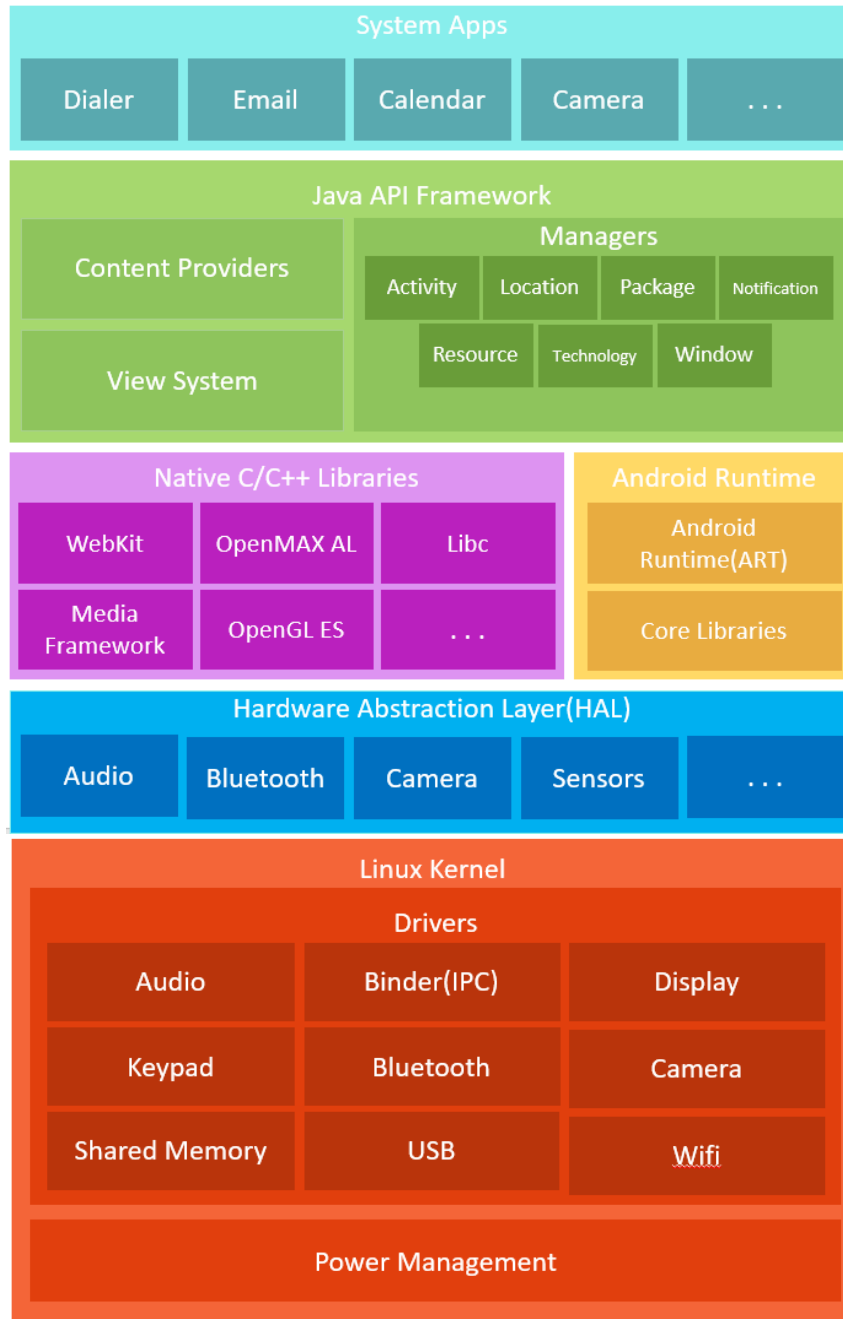 System Apps
Dialer
Email
Calendar
Camera
. . .
Java API Framework
Content Providers
View System
Managers
Activity
Location
Package
Notification
Resource
Technology
Window
Native C/C++ Libraries
WebKit
OpenMAX AL
Libc
Media
Framework
OpenGL ES
. . .
Android Runtime
Android
Runtime(ART)
Core Libraries
Hardware Abstraction Layer(HAL)
Audio
Bluetooth
Camera
Sensors
. . .
Linux Kernel
Drivers
Audio
Binder(IPC)
Display
Keypad
Bluetooth
Camera
Shared Memory
USB
Wifi
Power Management